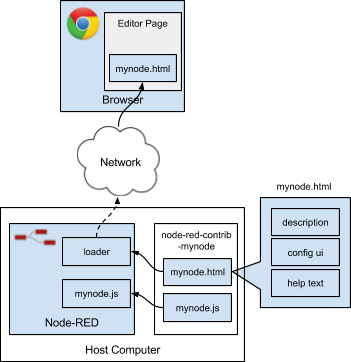 Editor Page
mynode.html
Browser
Network
mynode.html
node-red-contrib
-mynode
description
loader
config ui
mynode.html
help text
mynode.js
mynode.js
Node-RED
Host Computer